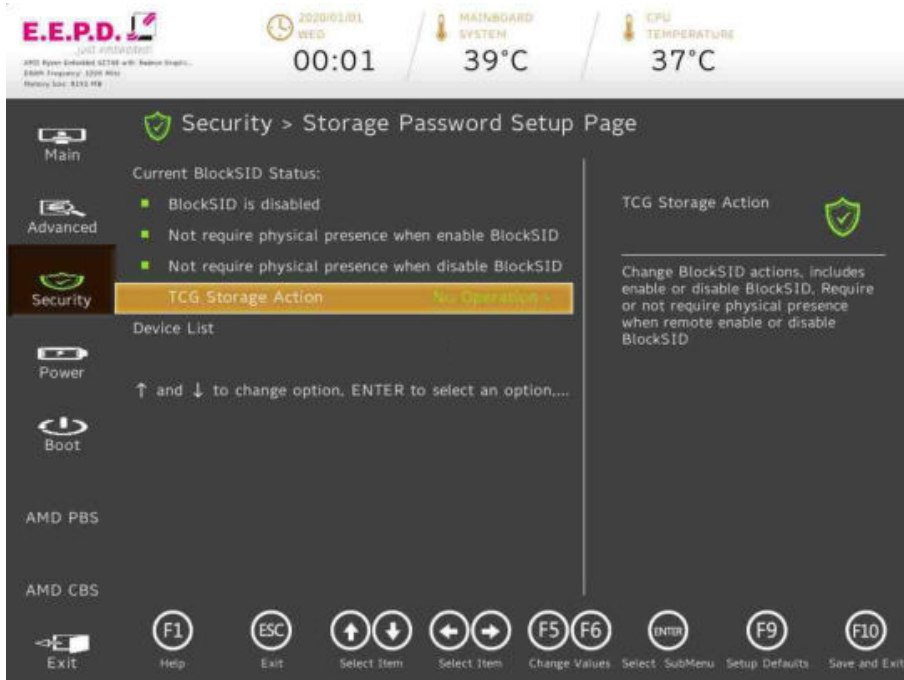 E.E.P.D.
just embedded!
2020/01/01
WED
00:01
MAINBOARD
SYSTEM
39°C
CPU
TEMPERATURE
37°C
Main
Advanced
Security
Power
Boot
AMD PBS
AMD CBS
Exit
Security > Storage Password Setup Page
Current BlockSID Status:
BlockSID is disabled
Not require physical presence when enable BlockSID
Not require physical presence when disable BlockSID
TCG Storage Action No Operation
Device List
↑ and ↓ to change option, ENTER to select an option,...
TCG Storage Action
Change BlockSID actions, includes
enable or disable BlockSID. Require
or not require physical presence
when remote enable or disable
BlockSID
F1 ESC F5 F6 ENTER F9 F10
Help Exit Select Item Select Item Change Values Select SubMenu Setup Defaults Save and Exit